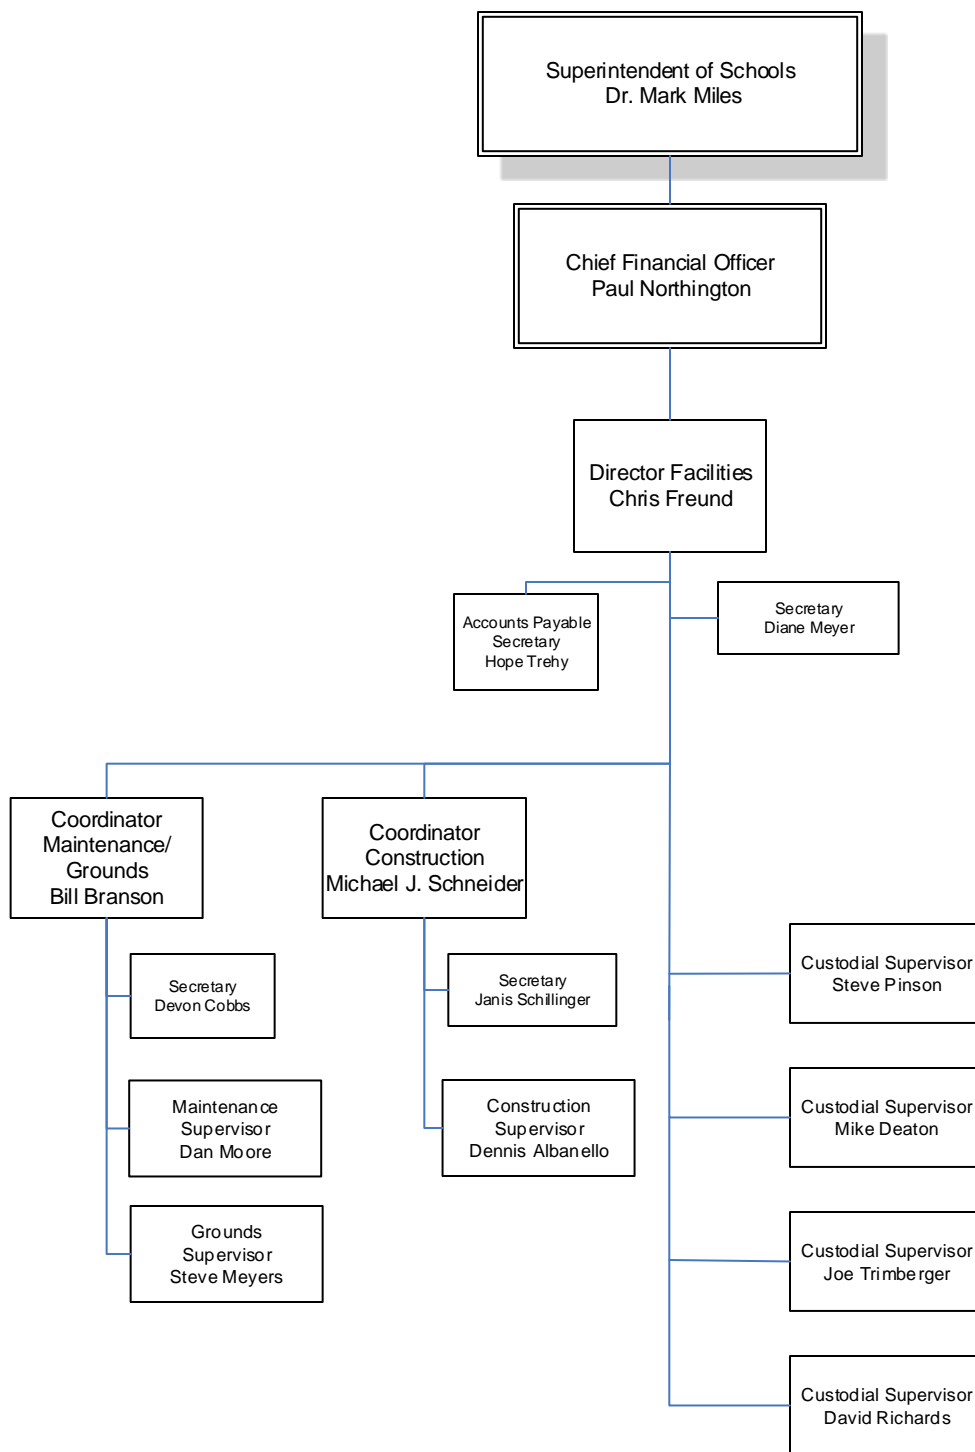 Superintendent of Schools
Dr. Mark Miles
Chief Financial Officer
Paul Northington
Director Facilities
Chris Freund
Accounts Payable
Secretary
Hope Trehy
Secretary
Diane Meyer
Coordinator
Maintenance/
Grounds
Bill Branson
Coordinator
Construction
Michael J. Schneider
Secretary
Devon Cobbs
Maintenance
Supervisor
Dan Moore
Grounds
Supervisor
Steve Meyers
Secretary
Janis Schillinger
Construction
Supervisor
Dennis Albanello
Custodial Supervisor
Steve Pinson
Custodial Supervisor
Mike Deaton
Custodial Supervisor
Joe Trimberger
Custodial Supervisor
David Richards